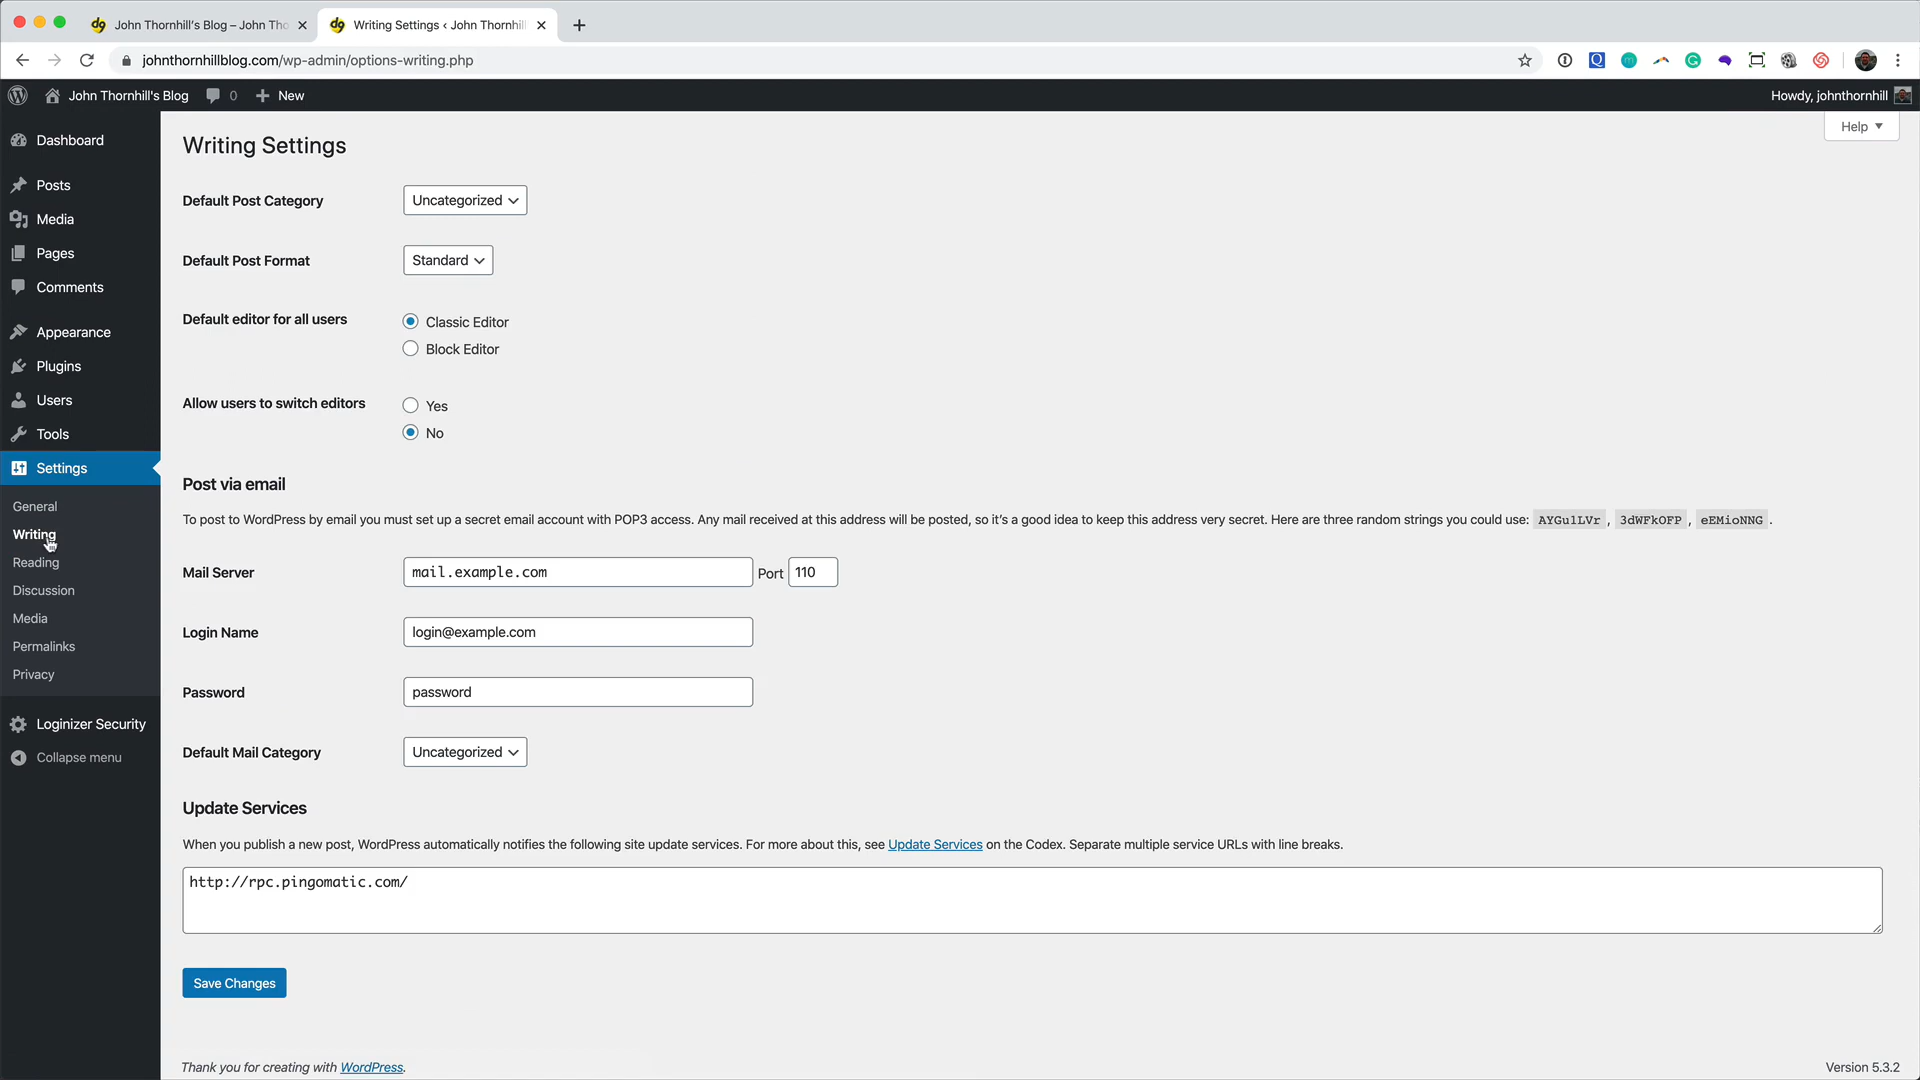 John Thornhill's Blog – John Tho
Writing Settings ‹ John Thornhill
johnthornhillblog.com/wp-admin/options-writing.php
John Thornhill's Blog
0
New
Howdy, johnthornhill
Help
Dashboard
Posts
Media
Pages
Comments
Appearance
Plugins
Users
Tools
Settings
General
Writing
Reading
Discussion
Media
Permalinks
Privacy
Loginizer Security
Collapse menu
Writing Settings
Default Post Category
Uncategorized
Default Post Format
Standard
Default editor for all users
Classic Editor
Block Editor
Allow users to switch editors
Yes
No
Post via email
To post to WordPress by email you must set up a secret email account with POP3 access. Any mail received at this address will be posted, so it's a good idea to keep this address very secret. Here are three random strings you could use: AYGu1LVr , 3dWFkOFP , eEMioNNG .
Mail Server
mail.example.com
Port
110
Login Name
login@example.com
Password
password
Default Mail Category
Uncategorized
Update Services
When you publish a new post, WordPress automatically notifies the following site update services. For more about this, see Update Services on the Codex. Separate multiple service URLs with line breaks.
http://rpc.pingomatic.com/
Save Changes
Thank you for creating with WordPress.
Version 5.3.2